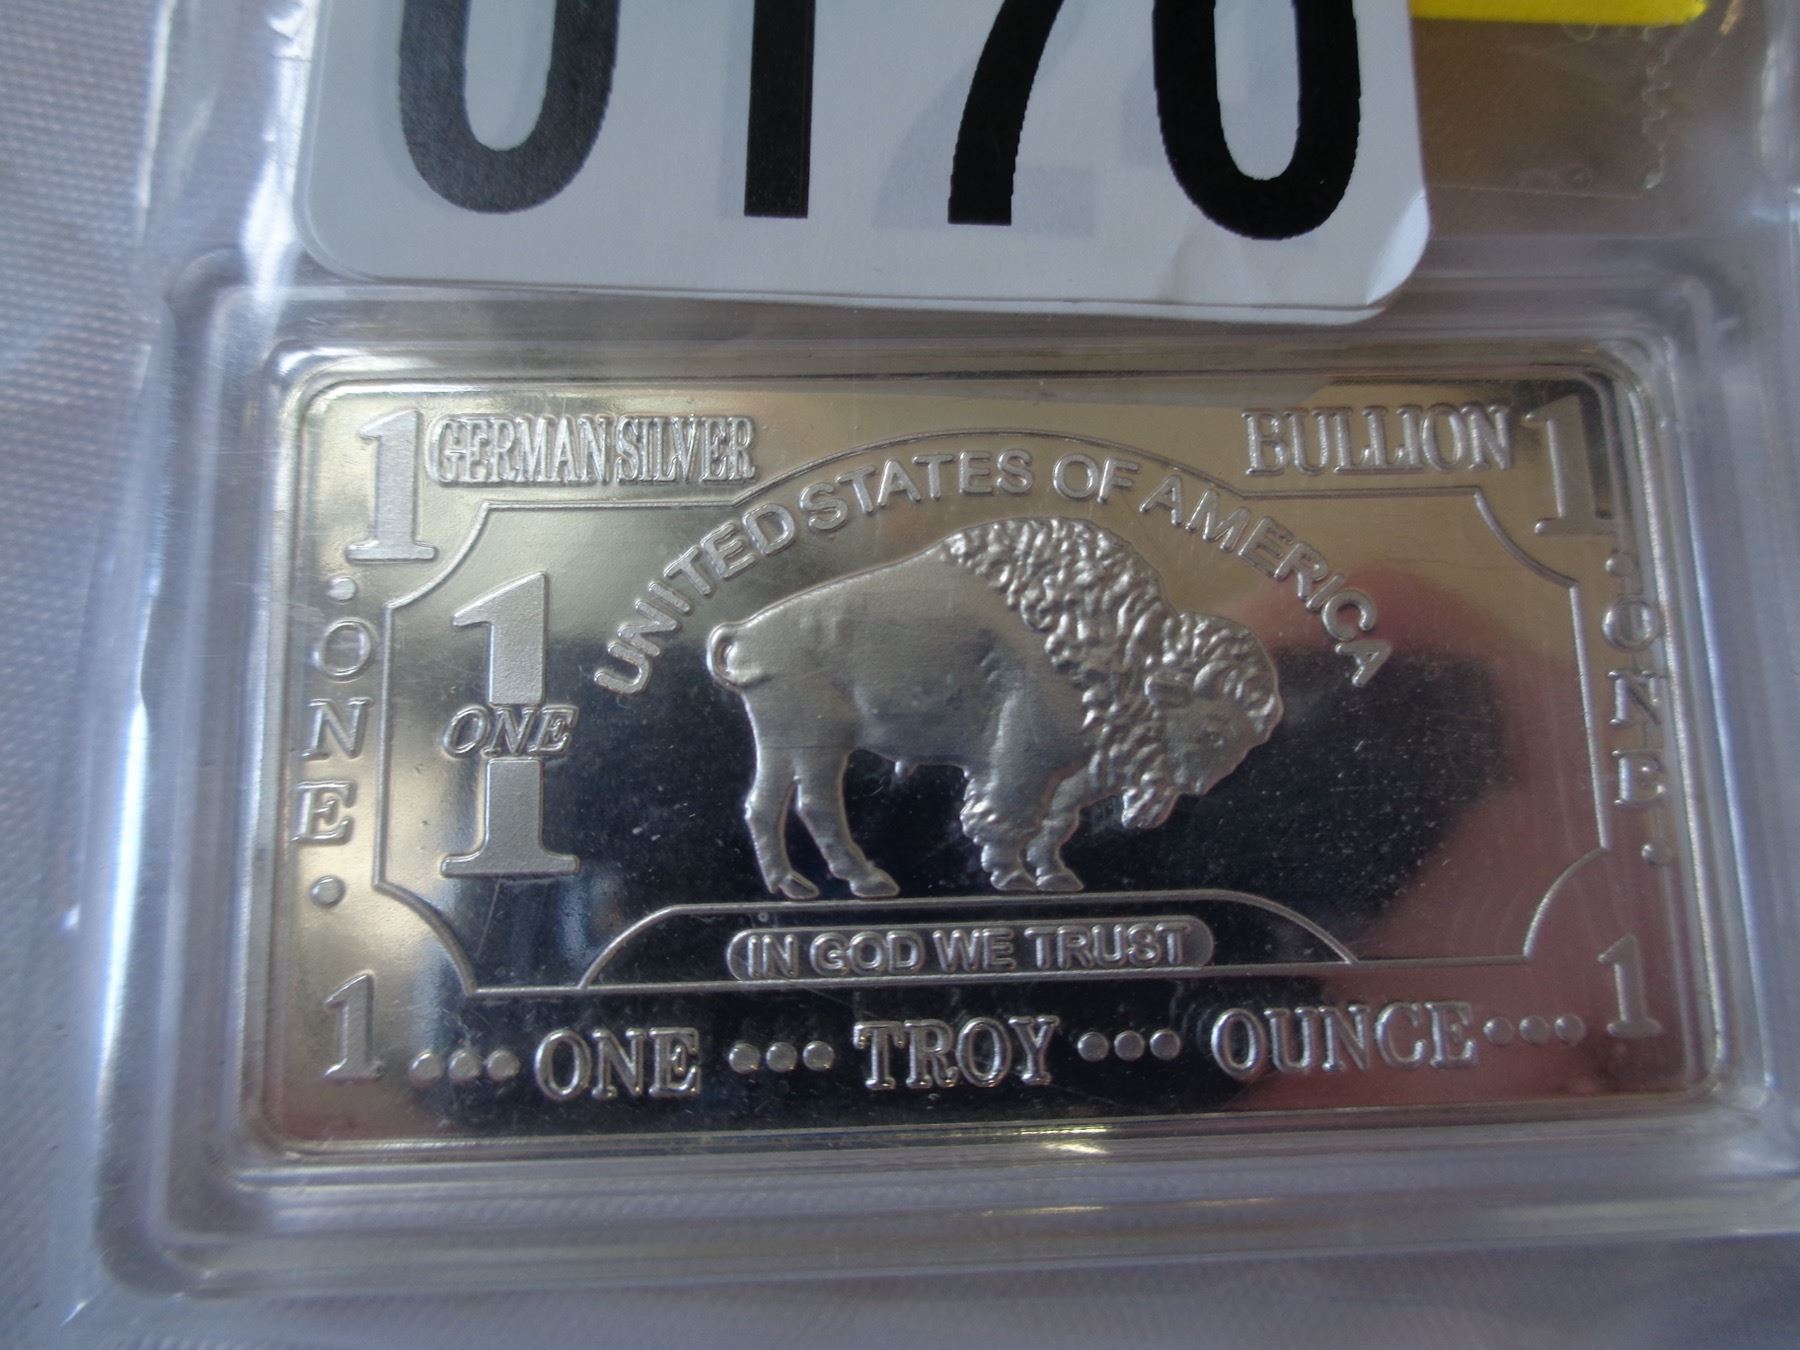 0170
1 GERMAN SILVER BULLION 1
UNITED STATES OF AMERICA
.ONE.
1
ONE
1
.ONE.
IN GOD WE TRUST
1 ...ONE ...TROY ...OUNCE... 1